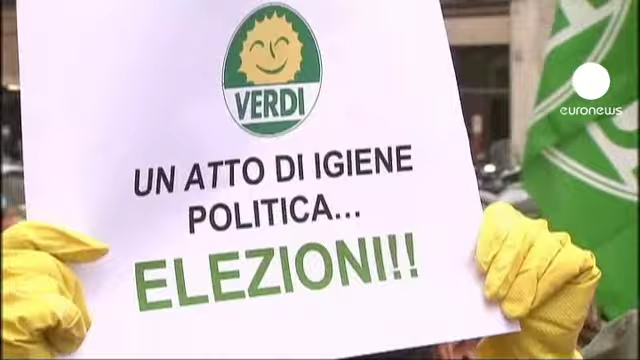 VERDI
euronews
UN ATTO DI IGIENE
POLITICA...
ELEZIONI!!